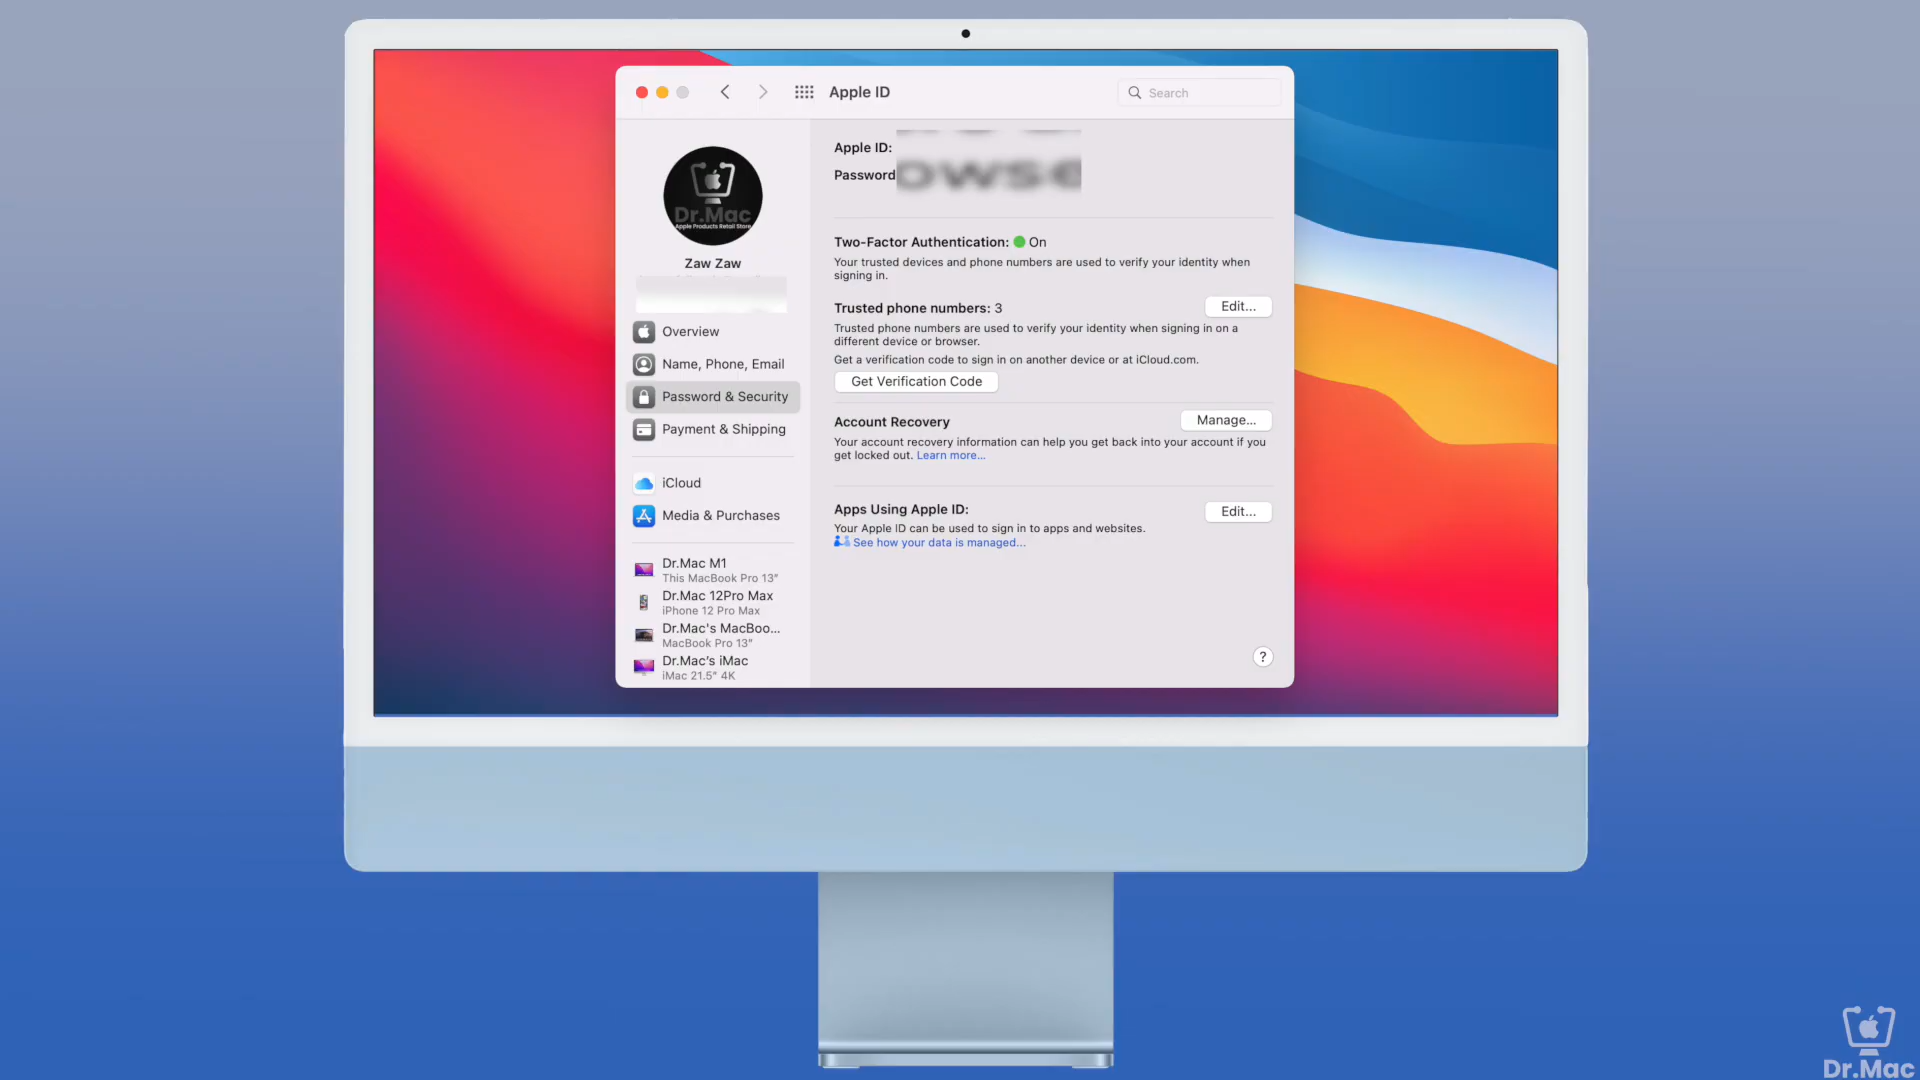 Apple ID
Search
Dr.Mac
Apple Products Retail Store
Zaw Zaw
Overview
Name, Phone, Email
Password & Security
Payment & Shipping
iCloud
Media & Purchases
Dr.Mac M1
This MacBook Pro 13"
Dr.Mac 12Pro Max
iPhone 12 Pro Max
Dr.Mac's MacBoo...
MacBook Pro 13"
Dr.Mac's iMac
iMac 21.5" 4K
Apple ID:
Password
Two-Factor Authentication: On
Your trusted devices and phone numbers are used to verify your identity when
signing in.
Trusted phone numbers: 3
Edit...
Trusted phone numbers are used to verify your identity when signing in on a
different device or browser.
Get a verification code to sign in on another device or at iCloud.com.
Get Verification Code
Account Recovery
Manage...
Your account recovery information can help you get back into your account if you
get locked out. Learn more...
Apps Using Apple ID:
Edit...
Your Apple ID can be used to sign in to apps and websites.
See how your data is managed...
?
Dr.Mac